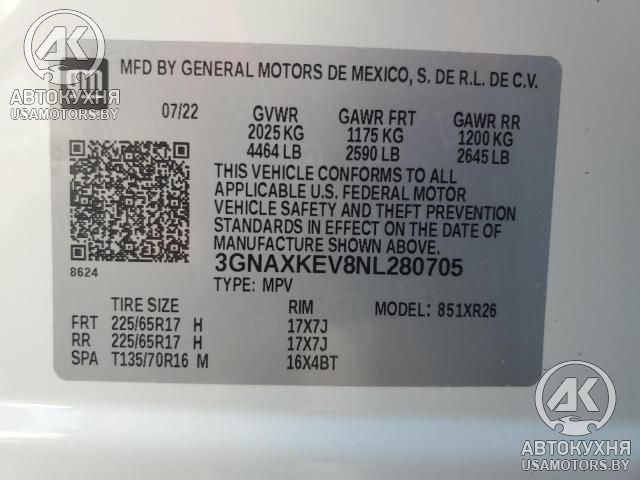 AK
АВТОКУХНЯ
USAMOTORS.BY
GM
MFD BY GENERAL MOTORS DE MEXICO, S. DE R.L. DE C.V.
07/22 GVWR GAWR FRT GAWR RR
2025 KG 1175 KG 1200 KG
4464 LB 2590 LB 2645 LB
THIS VEHICLE CONFORMS TO ALL
APPLICABLE U.S. FEDERAL MOTOR
VEHICLE SAFETY AND THEFT PREVENTION
STANDARDS IN EFFECT ON THE DATE OF
MANUFACTURE SHOWN ABOVE.
8624
3GNAXKEV8NL280705
TYPE: MPV
TIRE SIZE RIM MODEL: 851XR26
FRT 225/65R17 H 17X7J
RR 225/65R17 H 17X7J
SPA T135/70R16 M 16X4BT
AK
АВТОКУХНЯ
USAMOTORS.BY